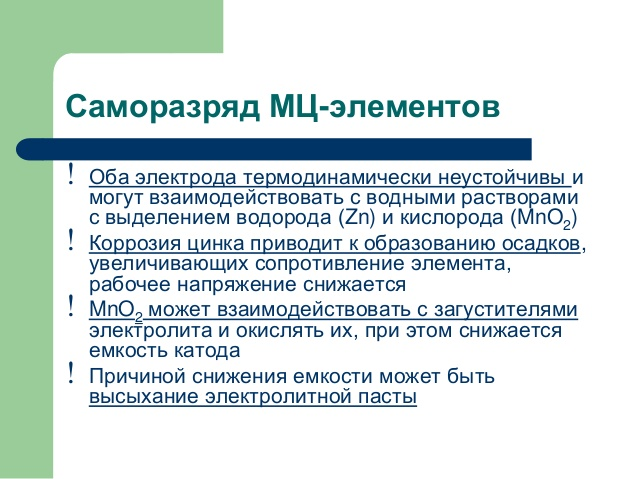 Саморазряд МЦ-элементов
! Оба электрода термодинамически неустойчивы и
могут взаимодействовать с водными растворами
с выделением водорода (Zn) и кислорода (MnO₂)
! Коррозия цинка приводит к образованию осадков,
увеличивающих сопротивление элемента,
рабочее напряжение снижается
! MnO₂ может взаимодействовать с загустителями
электролита и окислять их, при этом снижается
емкость катода
! Причиной снижения емкости может быть
высыхание электролитной пасты